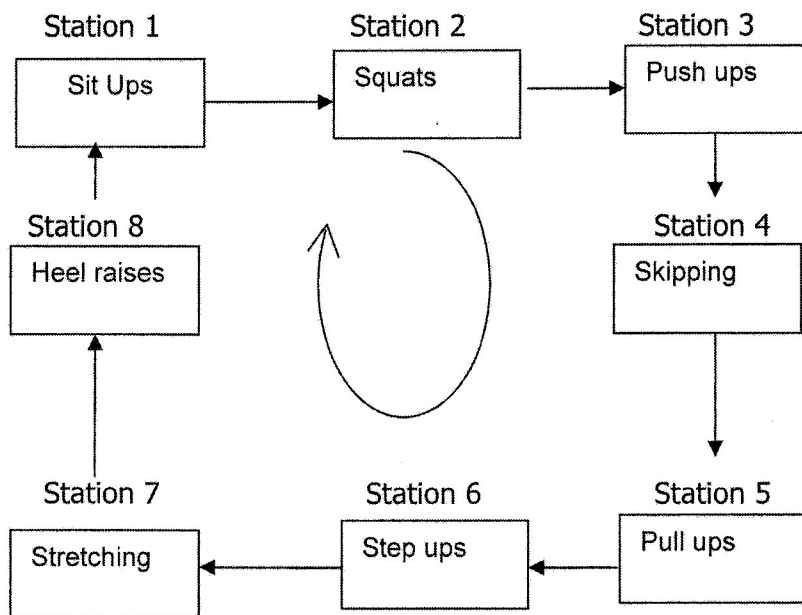 Station 1
Sit Ups
Station 2
Squats
Station 3
Push ups
Station 4
Skipping
Station 5
Pull ups
Station 6
Step ups
Station 7
Stretching
Station 8
Heel raises